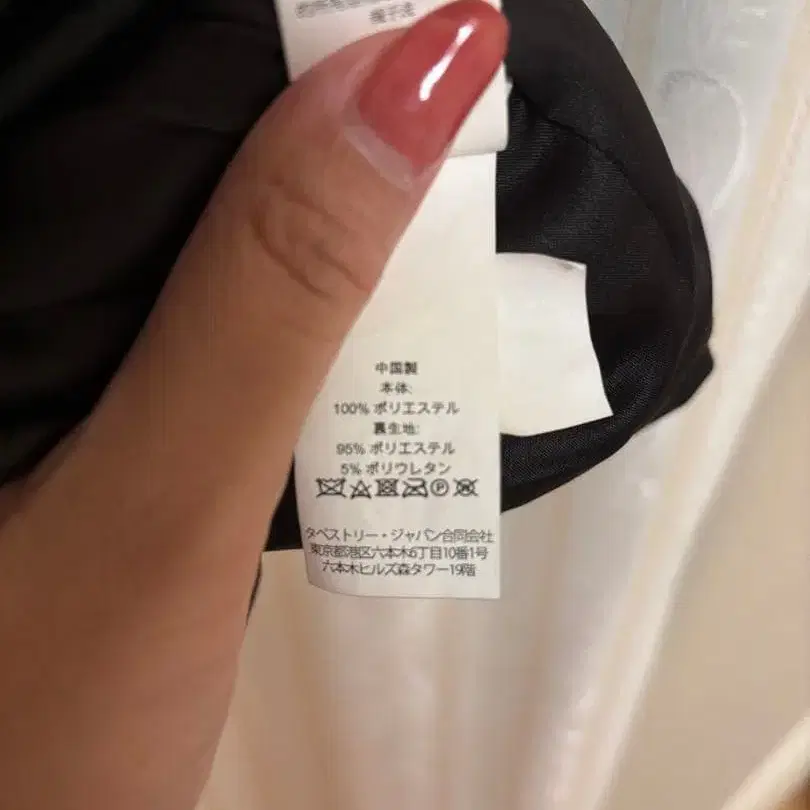 中国製
本体:
100% ポリエステル
裏生地:
95% ポリエステル
5% ポリウレタン
タペストリー・ジャパン合同会社
東京都港区六本木6丁目10番1号
六本木ヒルズ森タワー19階